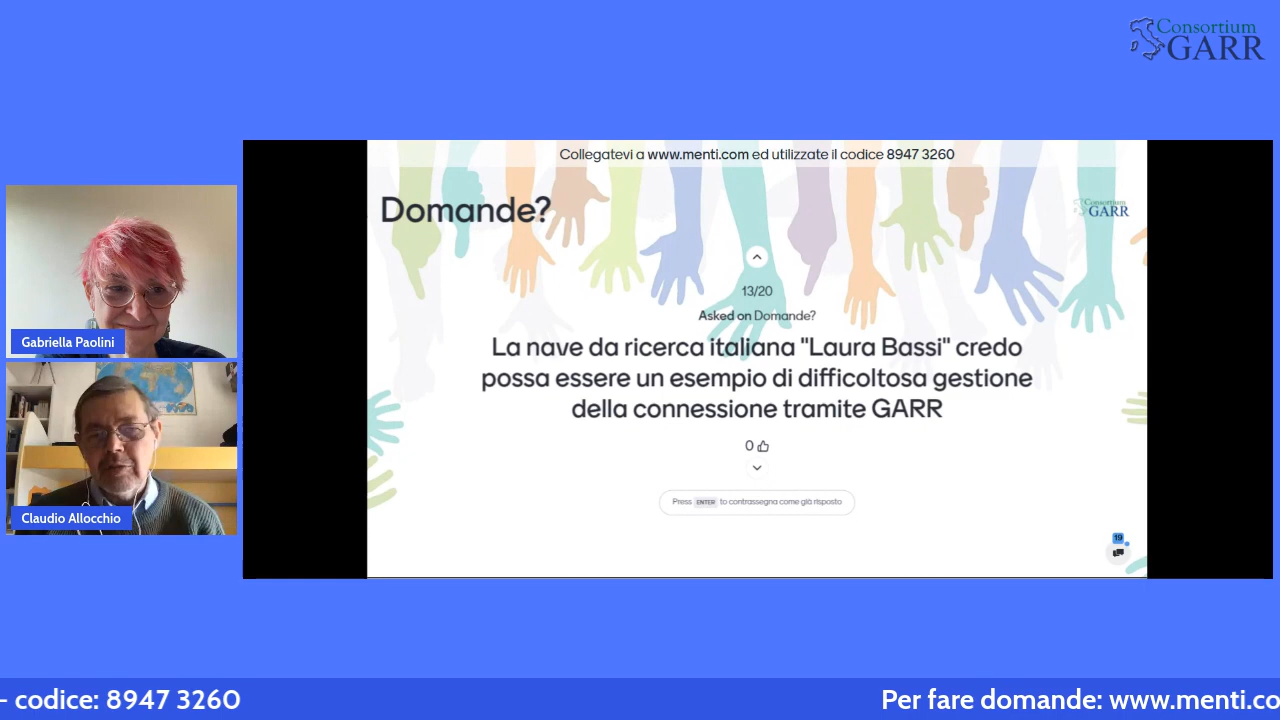 Consortium
GARR
Collegatevi a www.menti.com ed utilizzate il codice 8947 3260
Domande?
Consortium
GARR
13/20
Asked on Domande?
La nave da ricerca italiana "Laura Bassi" credo
possa essere un esempio di difficoltosa gestione
della connessione tramite GARR
0
Press ENTER to contrassegna come già risposto
19
Gabriella Paolini
Claudio Allocchio
- codice: 8947 3260
Per fare domande: www.menti.co